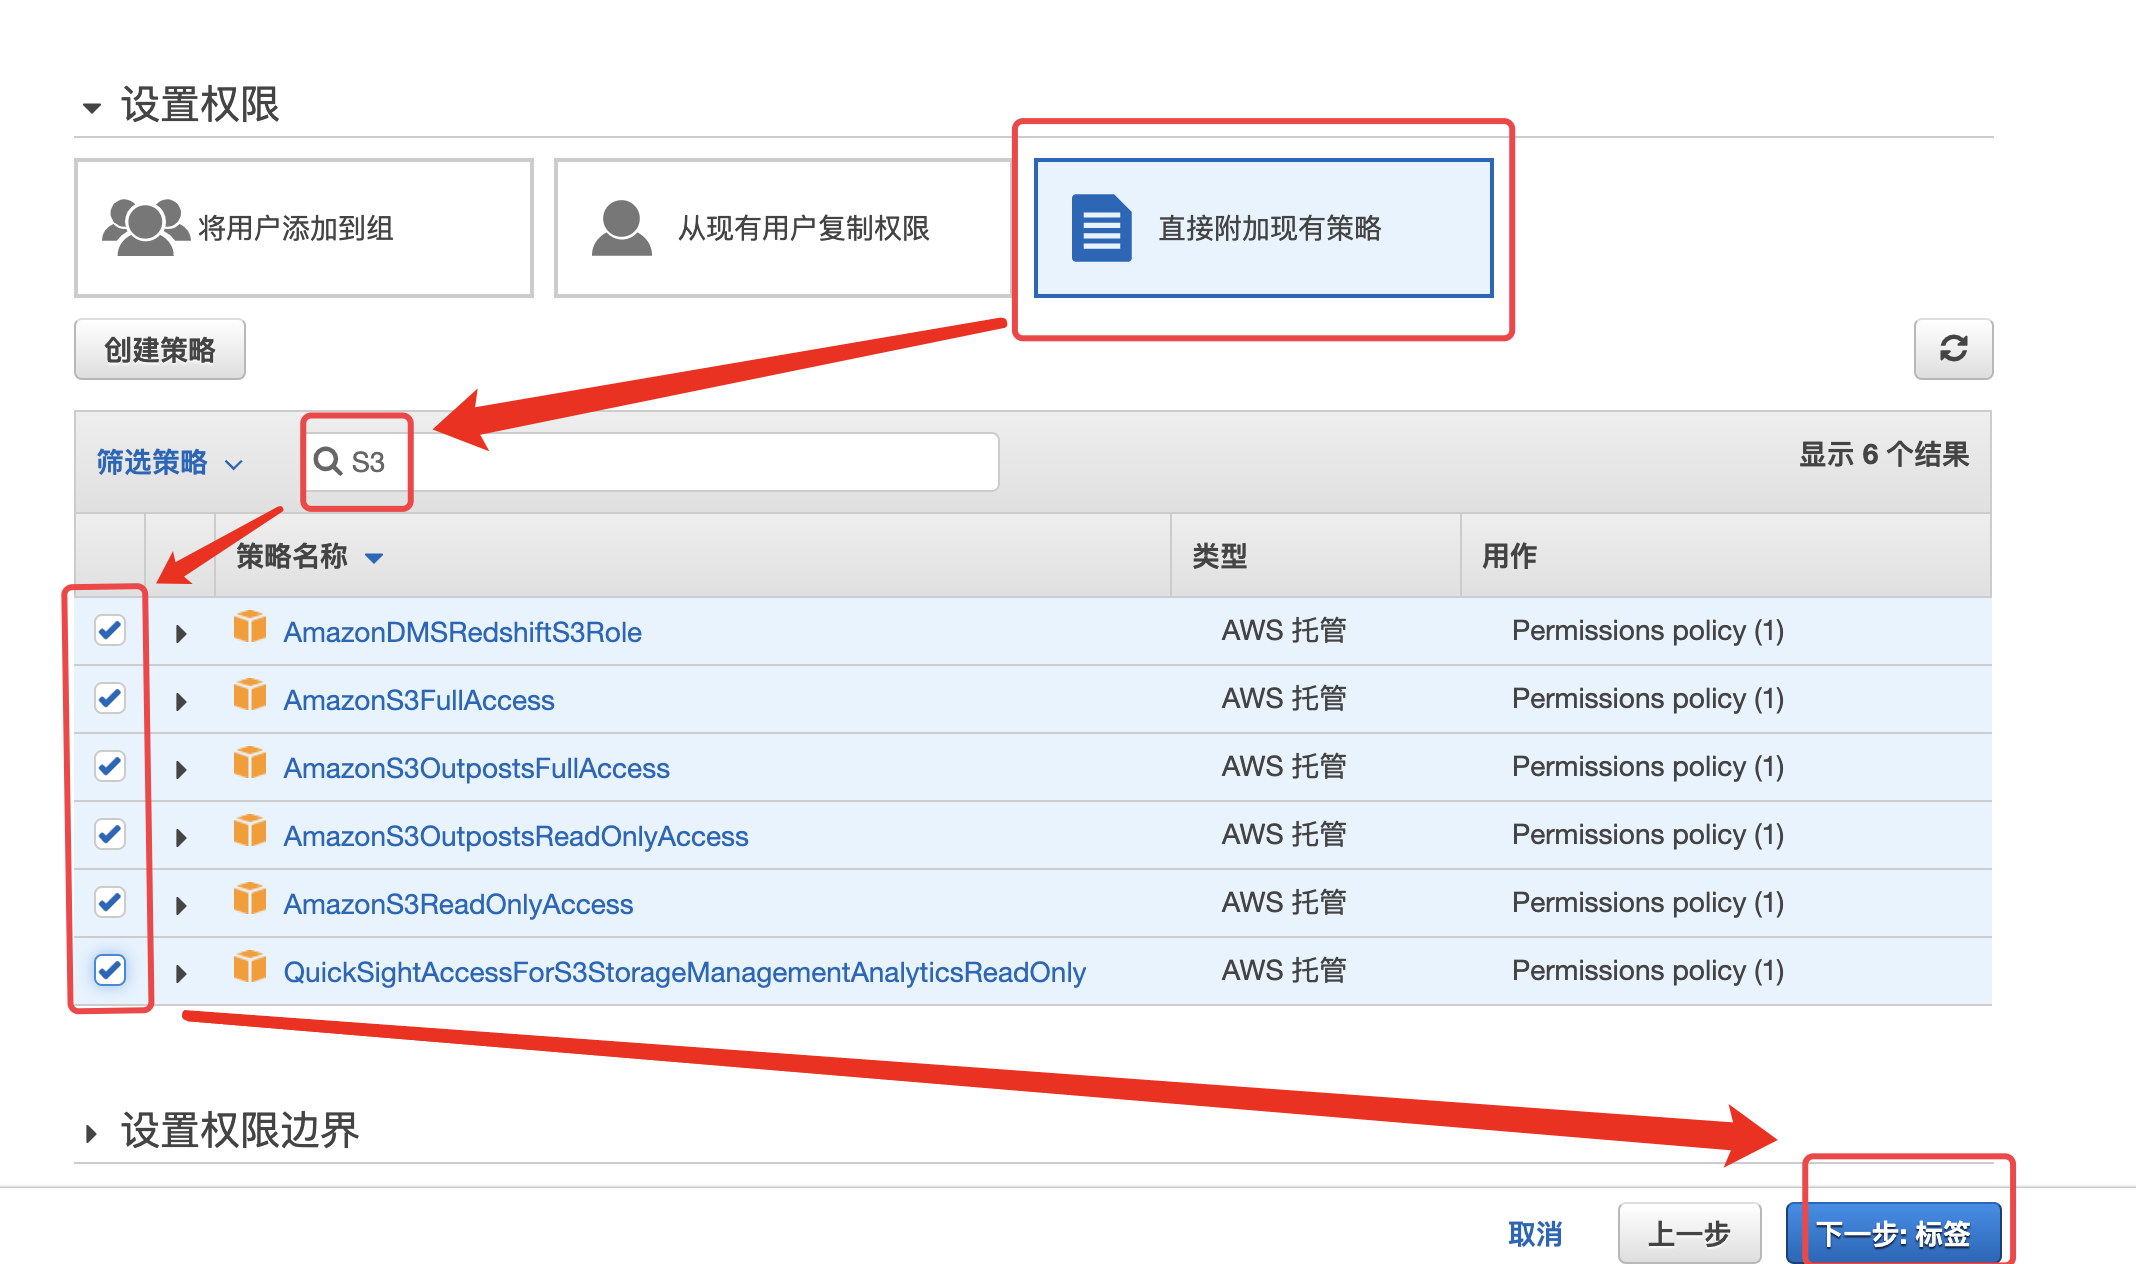 设置权限
将用户添加到组
从现有用户复制权限
直接附加现有策略
创建策略
筛选策略
S3
显示 6 个结果
策略名称
类型
用作
AmazonDMSRedshiftS3Role
AWS 托管
Permissions policy (1)
AmazonS3FullAccess
AWS 托管
Permissions policy (1)
AmazonS3OutpostsFullAccess
AWS 托管
Permissions policy (1)
AmazonS3OutpostsReadOnlyAccess
AWS 托管
Permissions policy (1)
AmazonS3ReadOnlyAccess
AWS 托管
Permissions policy (1)
QuickSightAccessForS3StorageManagementAnalyticsReadOnly
AWS 托管
Permissions policy (1)
设置权限边界
取消
上一步
下一步: 标签